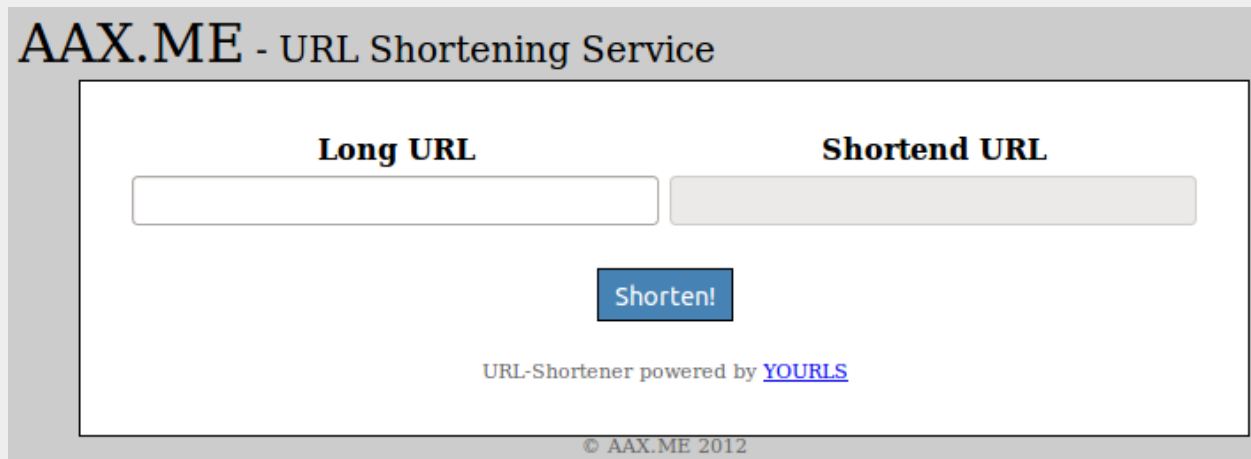 AAX.ME - URL Shortening Service
Long URL Shortend URL
Shorten!
URL-Shortener powered by YOURLS
© AAX.ME 2012